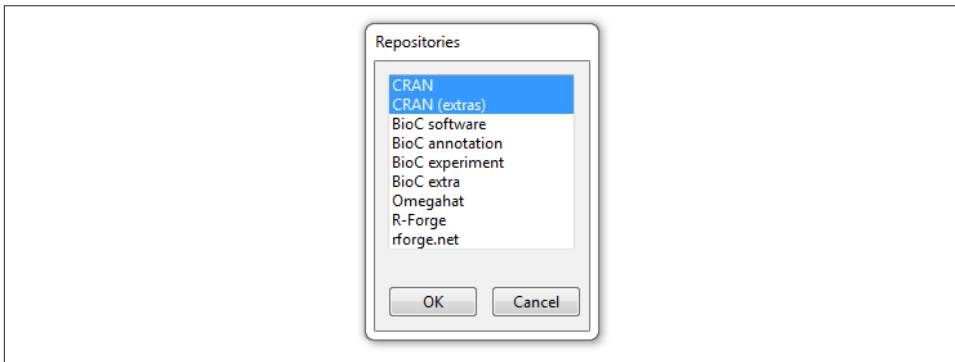 Repositories
CRAN
CRAN (extras)
BioC software
BioC annotation
BioC experiment
BioC extra
Omegahat
R-Forge
rforge.net
OK Cancel